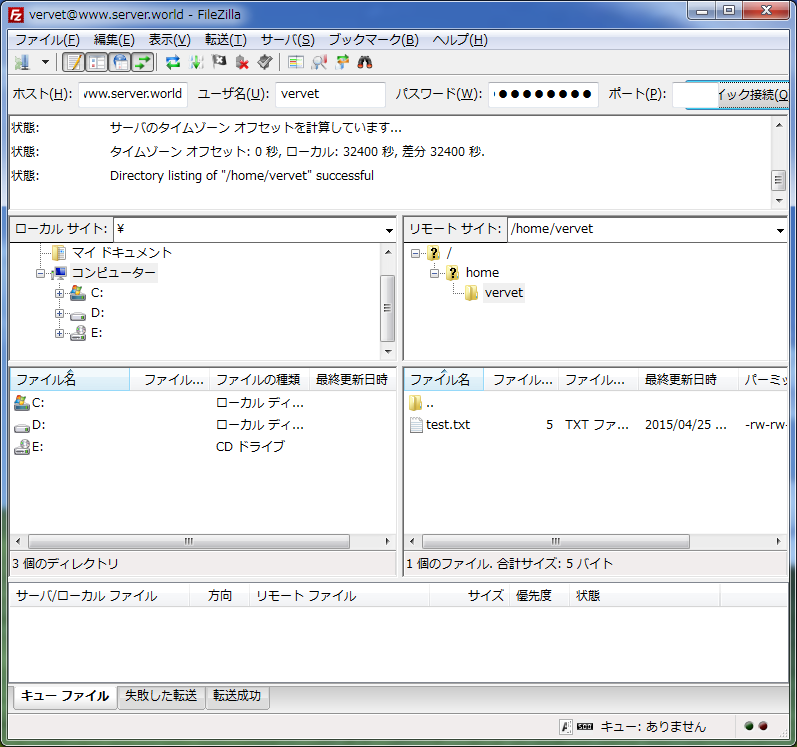 vervet@www.server.world - FileZilla
ファイル(F) 編集(E) 表示(V) 転送(T) サーバ(S) ブックマーク(B) ヘルプ(H)
ホスト(H): www.server.world ユーザ名(U): vervet パスワード(W): ●●●●●●●● ポート(P): イック接続(Q
状態: サーバのタイムゾーン オフセットを計算しています...
状態: タイムゾーン オフセット: 0 秒, ローカル: 32400 秒, 差分 32400 秒.
状態: Directory listing of "/home/vervet" successful
ローカル サイト: ¥
マイ ドキュメント
コンピューター
C:
D:
E:
リモート サイト: /home/vervet
/
home
vervet
ファイル名 ファイル... ファイルの種類 最終更新日時
C: ローカル ディ...
D: ローカル ディ...
E: CD ドライブ
3 個のディレクトリ
ファイル名 ファイル... ファイル... 最終更新日時 パーミッ
..
test.txt 5 TXT ファ... 2015/04/25 ... -rw-rw-
1 個のファイル. 合計サイズ: 5 バイト
サーバ/ローカル ファイル 方向 リモート ファイル サイズ 優先度 状態
キュー ファイル 失敗した転送 転送成功
キュー: ありません